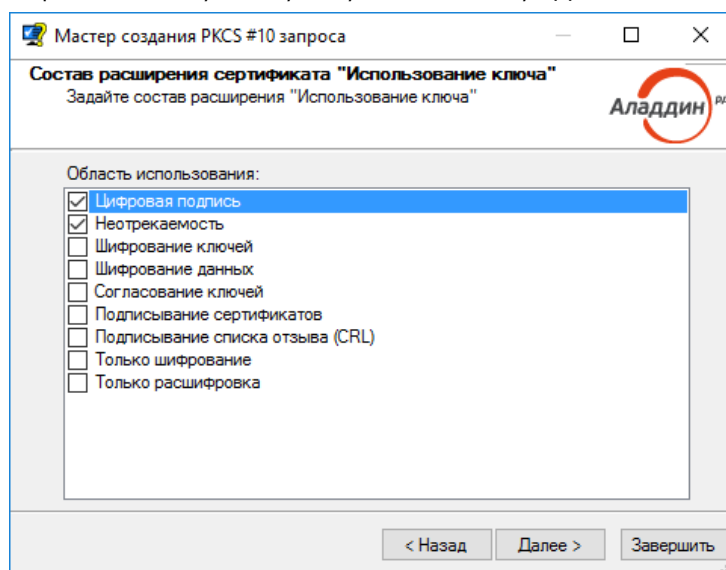 Мастер создания PKCS #10 запроса
Состав расширения сертификата "Использование ключа"
Задайте состав расширения "Использование ключа"
Аладдин
Область использования:
Цифровая подпись
Неотрекаемость
Шифрование ключей
Шифрование данных
Согласование ключей
Подписывание сертификатов
Подписывание списка отзыва (CRL)
Только шифрование
Только расшифровка
< Назад Далее > Завершить